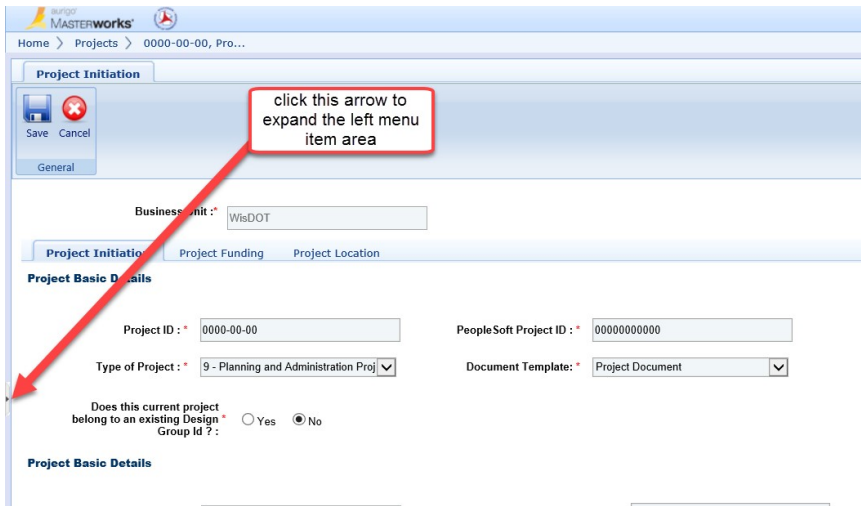 aurigo
MASTERworks
Home > Projects > 0000-00-00, Pro...
Project Initiation
Save Cancel
General
click this arrow to
expand the left menu
item area
Business Unit :* WisDOT
Project Initiation Project Funding Project Location
Project Basic Details
Project ID : * 0000-00-00 PeopleSoft Project ID : * 00000000000
Type of Project : * 9 - Planning and Administration Proj Document Template: * Project Document
Does this current project
belong to an existing Design * Yes No
Group Id ? :
Project Basic Details